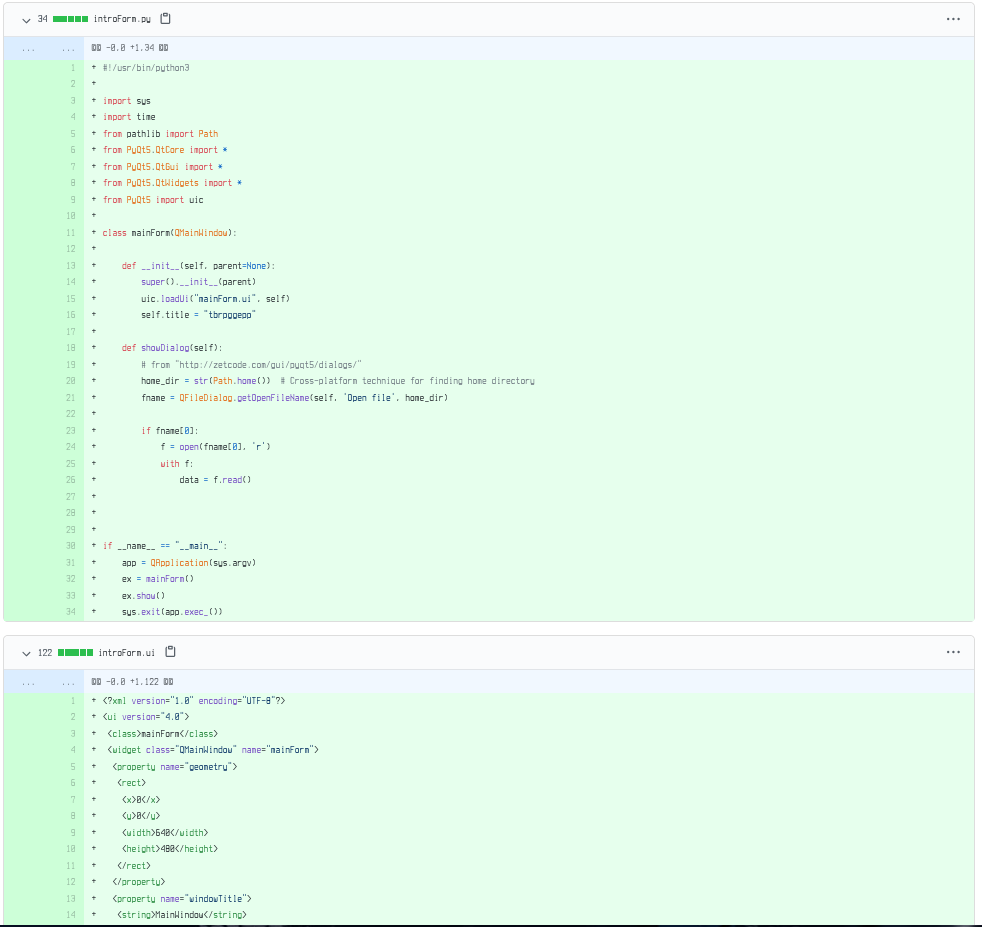 34 introForm.py ...
... ... @@ -0,0 +1,34 @@
1 + #!/usr/bin/python3
2 +
3 + import sys
4 + import time
5 + from pathlib import Path
6 + from PyQt5.QtCore import *
7 + from PyQt5.QtGui import *
8 + from PyQt5.QtWidgets import *
9 + from PyQt5 import uic
10 +
11 + class mainForm(QMainWindow):
12 +
13 + def __init__(self, parent=None):
14 + super().__init__(parent)
15 + uic.loadUi("mainForm.ui", self)
16 + self.title = "tbrpggepp"
17 +
18 + def showDialog(self):
19 + # from "http://zetcode.com/gui/pyqt5/dialogs/"
20 + home_dir = str(Path.home()) # Cross-platform technique for finding home directory
21 + fname = QFileDialog.getOpenFileName(self, 'Open file', home_dir)
22 +
23 + if fname[0]:
24 + f = open(fname[0], 'r')
25 + with f:
26 + data = f.read()
27 +
28 +
29 +
30 + if __name__ == "__main__":
31 + app = QApplication(sys.argv)
32 + ex = mainForm()
33 + ex.show()
34 + sys.exit(app.exec_())
122 introForm.ui ...
... ... @@ -0,0 +1,122 @@
1 + <?xml version="1.0" encoding="UTF-8"?>
2 + <ui version="4.0">
3 + <class>mainForm</class>
4 + <widget class="QMainWindow" name="mainForm">
5 + <property name="geometry">
6 + <rect>
7 + <x>0</x>
8 + <y>0</y>
9 + <width>640</width>
10 + <height>480</height>
11 + </rect>
12 + </property>
13 + <property name="windowTitle">
14 + <string>MainWindow</string>